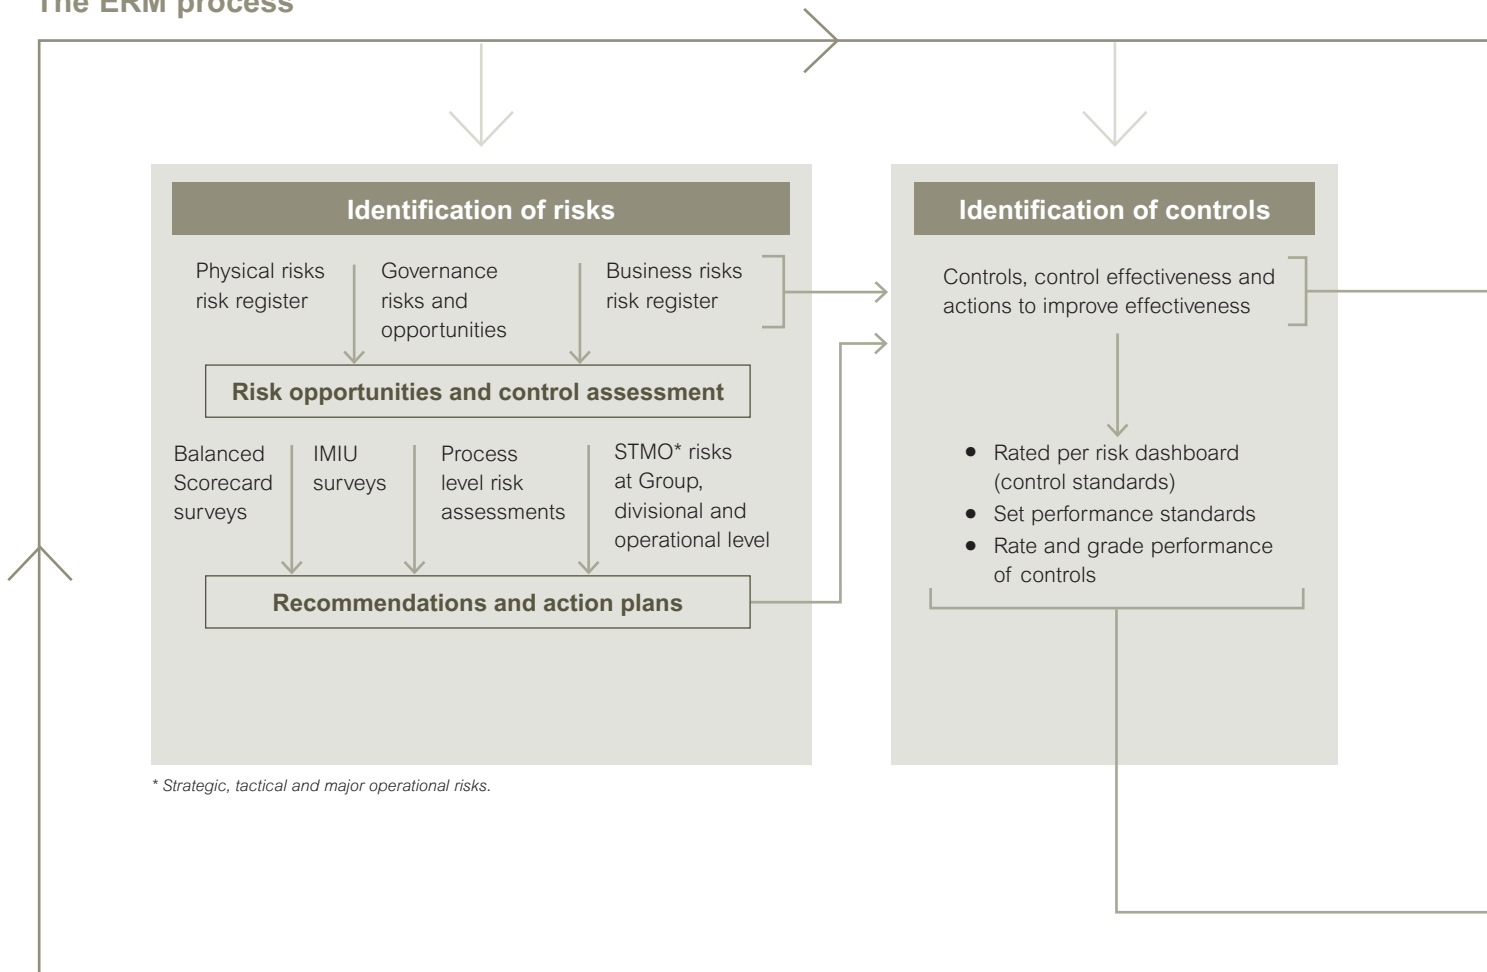 The ERM process
Identification of risks
Physical risks
risk register
Governance
risks and
opportunities
Business risks
risk register
Risk opportunities and control assessment
Balanced
Scorecard
surveys
IMIU
surveys
Process
level risk
assessments
STMO* risks
at Group,
divisional and
operational level
Recommendations and action plans
* Strategic, tactical and major operational risks.
Identification of controls
Controls, control effectiveness and
actions to improve effectiveness
● Rated per risk dashboard
(control standards)
● Set performance standards
● Rate and grade performance
of controls